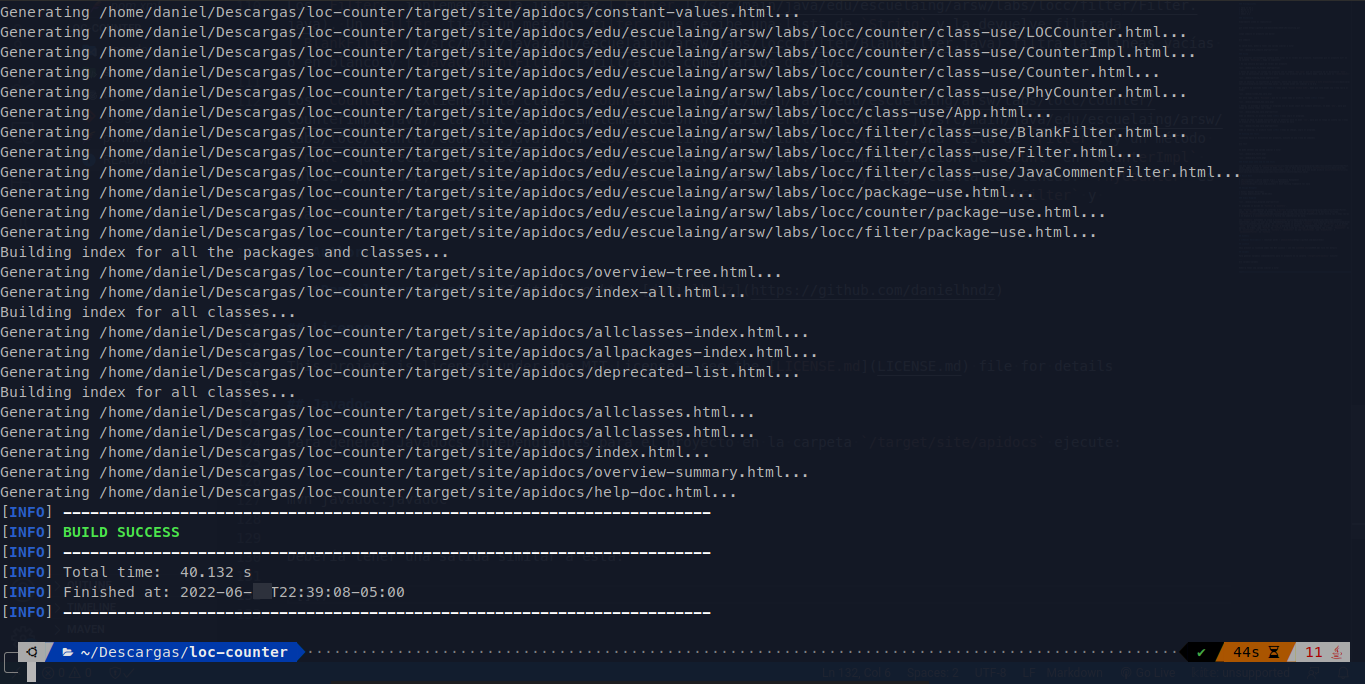 Generating /home/daniel/Descargas/loc-counter/target/site/apidocs/constant-values.html...
Generating /home/daniel/Descargas/loc-counter/target/site/apidocs/edu/escuelaing/arsw/labs/locc/counter/class-use/LOCCounter.html...
Generating /home/daniel/Descargas/loc-counter/target/site/apidocs/edu/escuelaing/arsw/labs/locc/counter/class-use/CounterImpl.html...
Generating /home/daniel/Descargas/loc-counter/target/site/apidocs/edu/escuelaing/arsw/labs/locc/counter/class-use/Counter.html...
Generating /home/daniel/Descargas/loc-counter/target/site/apidocs/edu/escuelaing/arsw/labs/locc/counter/class-use/PhyCounter.html...
Generating /home/daniel/Descargas/loc-counter/target/site/apidocs/edu/escuelaing/arsw/labs/locc/class-use/App.html...
Generating /home/daniel/Descargas/loc-counter/target/site/apidocs/edu/escuelaing/arsw/labs/locc/filter/class-use/BlankFilter.html...
Generating /home/daniel/Descargas/loc-counter/target/site/apidocs/edu/escuelaing/arsw/labs/locc/filter/class-use/Filter.html...
Generating /home/daniel/Descargas/loc-counter/target/site/apidocs/edu/escuelaing/arsw/labs/locc/filter/class-use/JavaCommentFilter.html...
Generating /home/daniel/Descargas/loc-counter/target/site/apidocs/edu/escuelaing/arsw/labs/locc/package-use.html...
Generating /home/daniel/Descargas/loc-counter/target/site/apidocs/edu/escuelaing/arsw/labs/locc/counter/package-use.html...
Generating /home/daniel/Descargas/loc-counter/target/site/apidocs/edu/escuelaing/arsw/labs/locc/filter/package-use.html...
Building index for all the packages and classes...
Generating /home/daniel/Descargas/loc-counter/target/site/apidocs/overview-tree.html...
Generating /home/daniel/Descargas/loc-counter/target/site/apidocs/index-all.html...
Building index for all classes...
Generating /home/daniel/Descargas/loc-counter/target/site/apidocs/allclasses-index.html...
Generating /home/daniel/Descargas/loc-counter/target/site/apidocs/allpackages-index.html...
Generating /home/daniel/Descargas/loc-counter/target/site/apidocs/deprecated-list.html...
Building index for all classes...
Generating /home/daniel/Descargas/loc-counter/target/site/apidocs/allclasses.html...
Generating /home/daniel/Descargas/loc-counter/target/site/apidocs/allclasses.html...
Generating /home/daniel/Descargas/loc-counter/target/site/apidocs/index.html...
Generating /home/daniel/Descargas/loc-counter/target/site/apidocs/overview-summary.html...
Generating /home/daniel/Descargas/loc-counter/target/site/apidocs/help-doc.html...
[INFO] ------------------------------------------------------------------------
[INFO] BUILD SUCCESS
[INFO] ------------------------------------------------------------------------
[INFO] Total time:  40.132 s
[INFO] Finished at: 2022-06-T22:39:08-05:00
[INFO] ------------------------------------------------------------------------
~/Descargas/loc-counter ✔ 44s 11